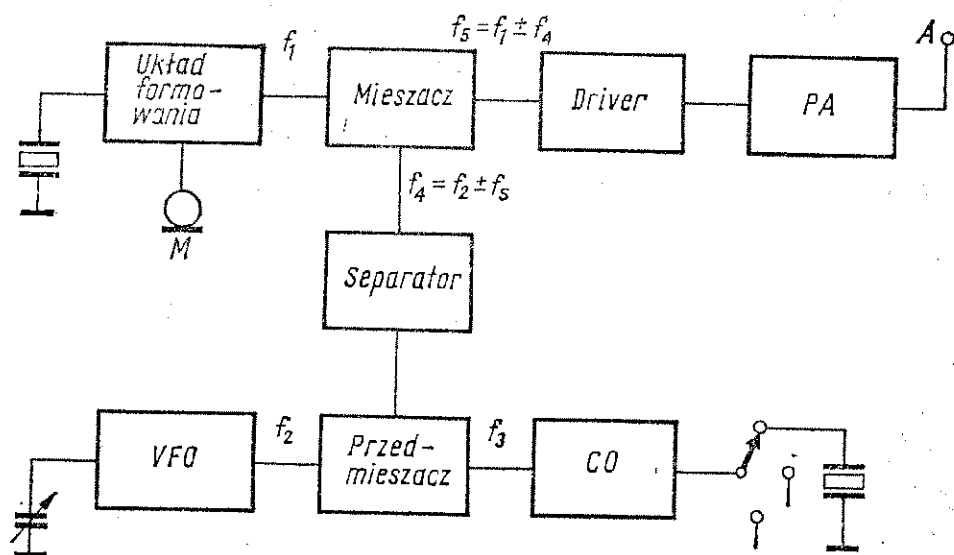 f₅ = f₁ ± f₄
A
f₁
Układ
formo-
wania
Mieszacz
Driver
PA
f₄ = f₂ ± f₅
M
Separator
f₂
f₃
VFO
Przed-
mieszacz
CO